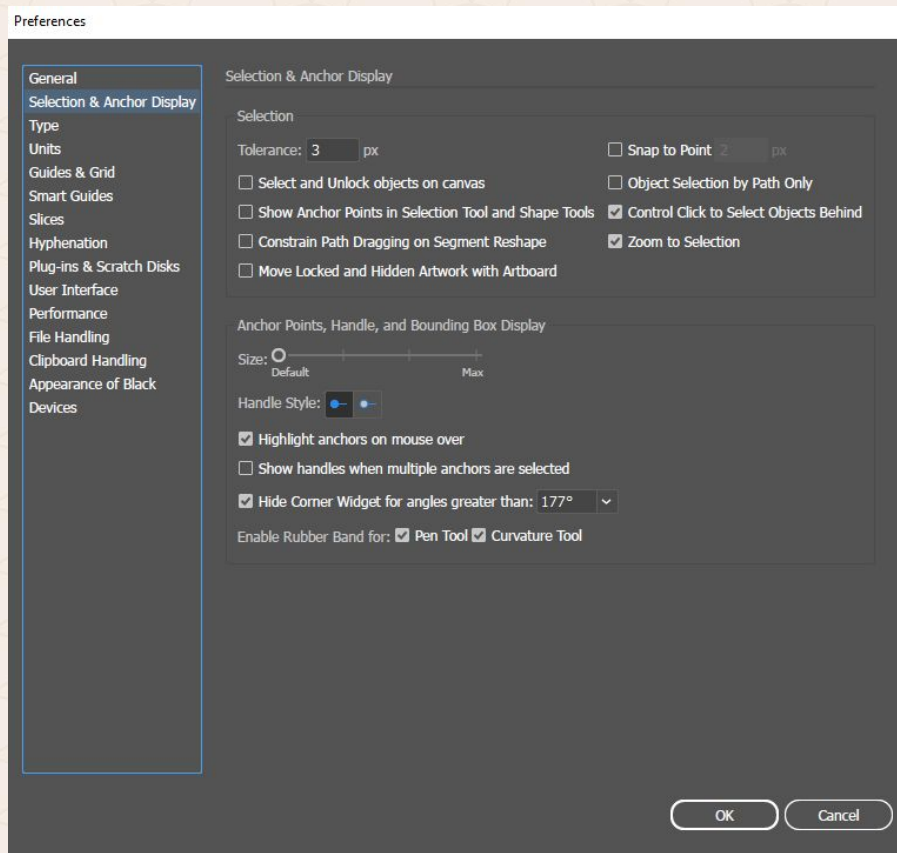 Preferences
General
Selection & Anchor Display
Type
Units
Guides & Grid
Smart Guides
Slices
Hyphenation
Plug-ins & Scratch Disks
User Interface
Performance
File Handling
Clipboard Handling
Appearance of Black
Devices
Selection & Anchor Display
Selection
Tolerance: 3 px
Snap to Point 2 px
Select and Unlock objects on canvas
Object Selection by Path Only
Show Anchor Points in Selection Tool and Shape Tools
Control Click to Select Objects Behind
Constrain Path Dragging on Segment Reshape
Zoom to Selection
Move Locked and Hidden Artwork with Artboard
Anchor Points, Handle, and Bounding Box Display
Size:
Default Max
Handle Style:
Highlight anchors on mouse over
Show handles when multiple anchors are selected
Hide Corner Widget for angles greater than: 177°
Enable Rubber Band for: Pen Tool Curvature Tool
OK Cancel